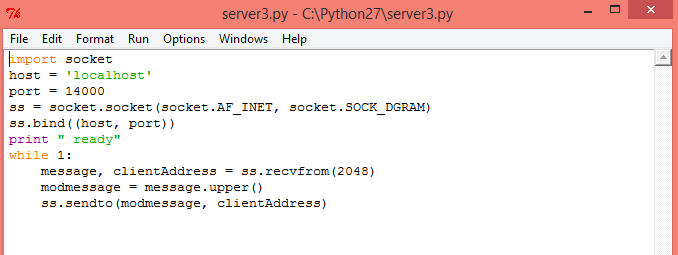 server3.py - C:\Python27\server3.py
File Edit Format Run Options Windows Help
import socket
host = 'localhost'
port = 14000
ss = socket.socket(socket.AF_INET, socket.SOCK_DGRAM)
ss.bind((host, port))
print " ready"
while 1:
    message, clientAddress = ss.recvfrom(2048)
    modmessage = message.upper()
    ss.sendto(modmessage, clientAddress)